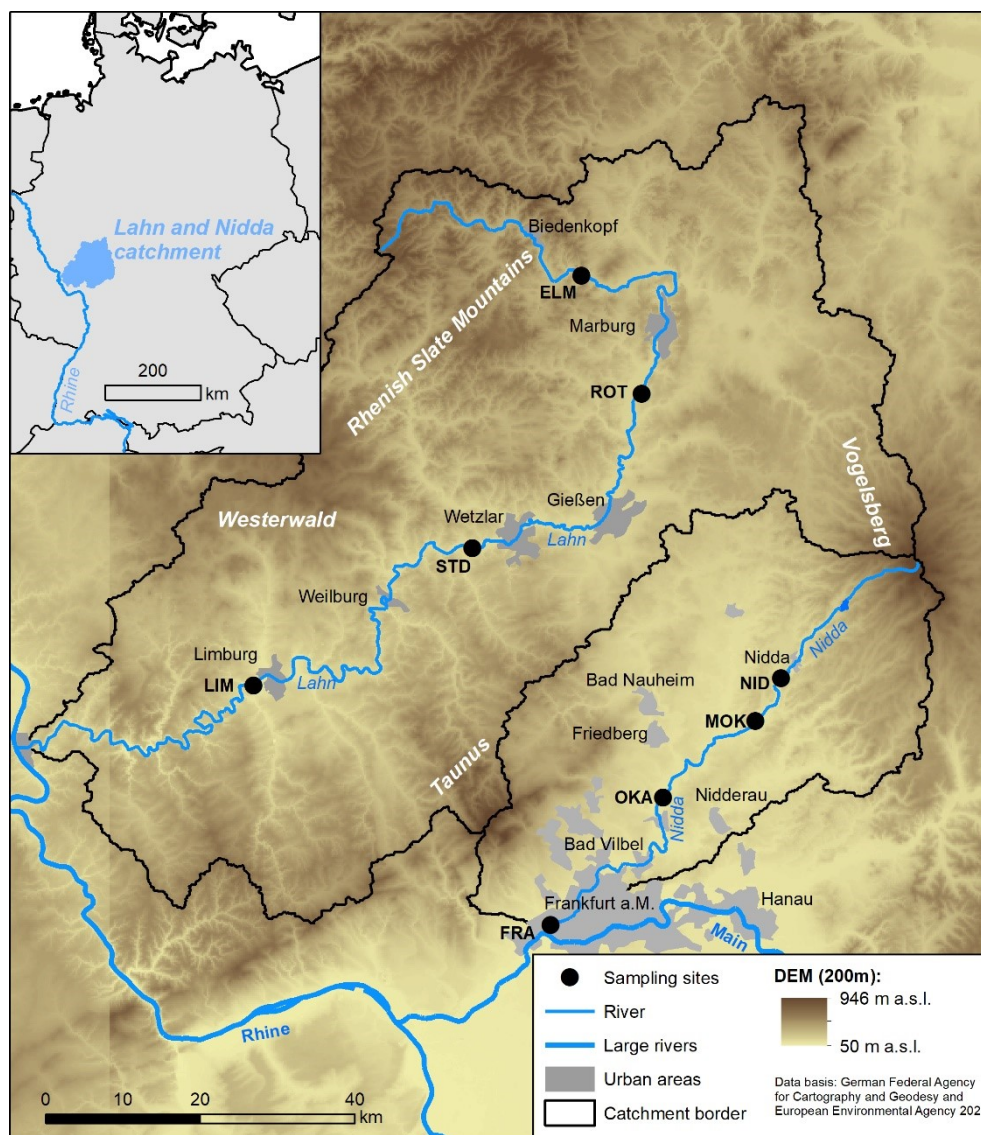 Lahn and Nidda
catchment
200
km
Rhine
Biedenkopf
ELM
Marburg
Rhenish Slate Mountains
ROT
Vogelsberg
Westerwald
Gießen
Wetzlar
Lahn
STD
Weilburg
Limburg
LIM
Lahn
Nidda
Nidda
NID
Bad Nauheim
MOK
Friedberg
Taunus
OKA
Nidderau
Nidda
Bad Vilbel
Frankfurt a.M.
Hanau
FRA
Main
Rhine
Sampling sites
River
Large rivers
Urban areas
Catchment border
DEM (200m):
946 m a.s.l.
50 m a.s.l.
Data basis: German Federal Agency
for Cartography and Geodesy and
European Environmental Agency 202
0 10 20 40
km